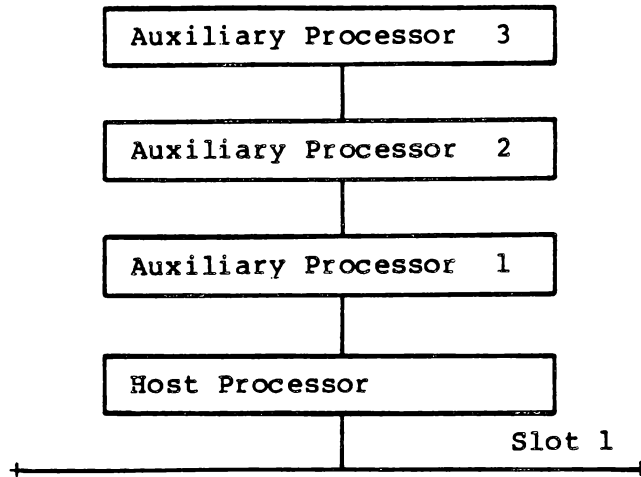 Auxiliary Processor 3
Auxiliary Processor 2
Auxiliary Processor 1
Host Processor
Slot 1